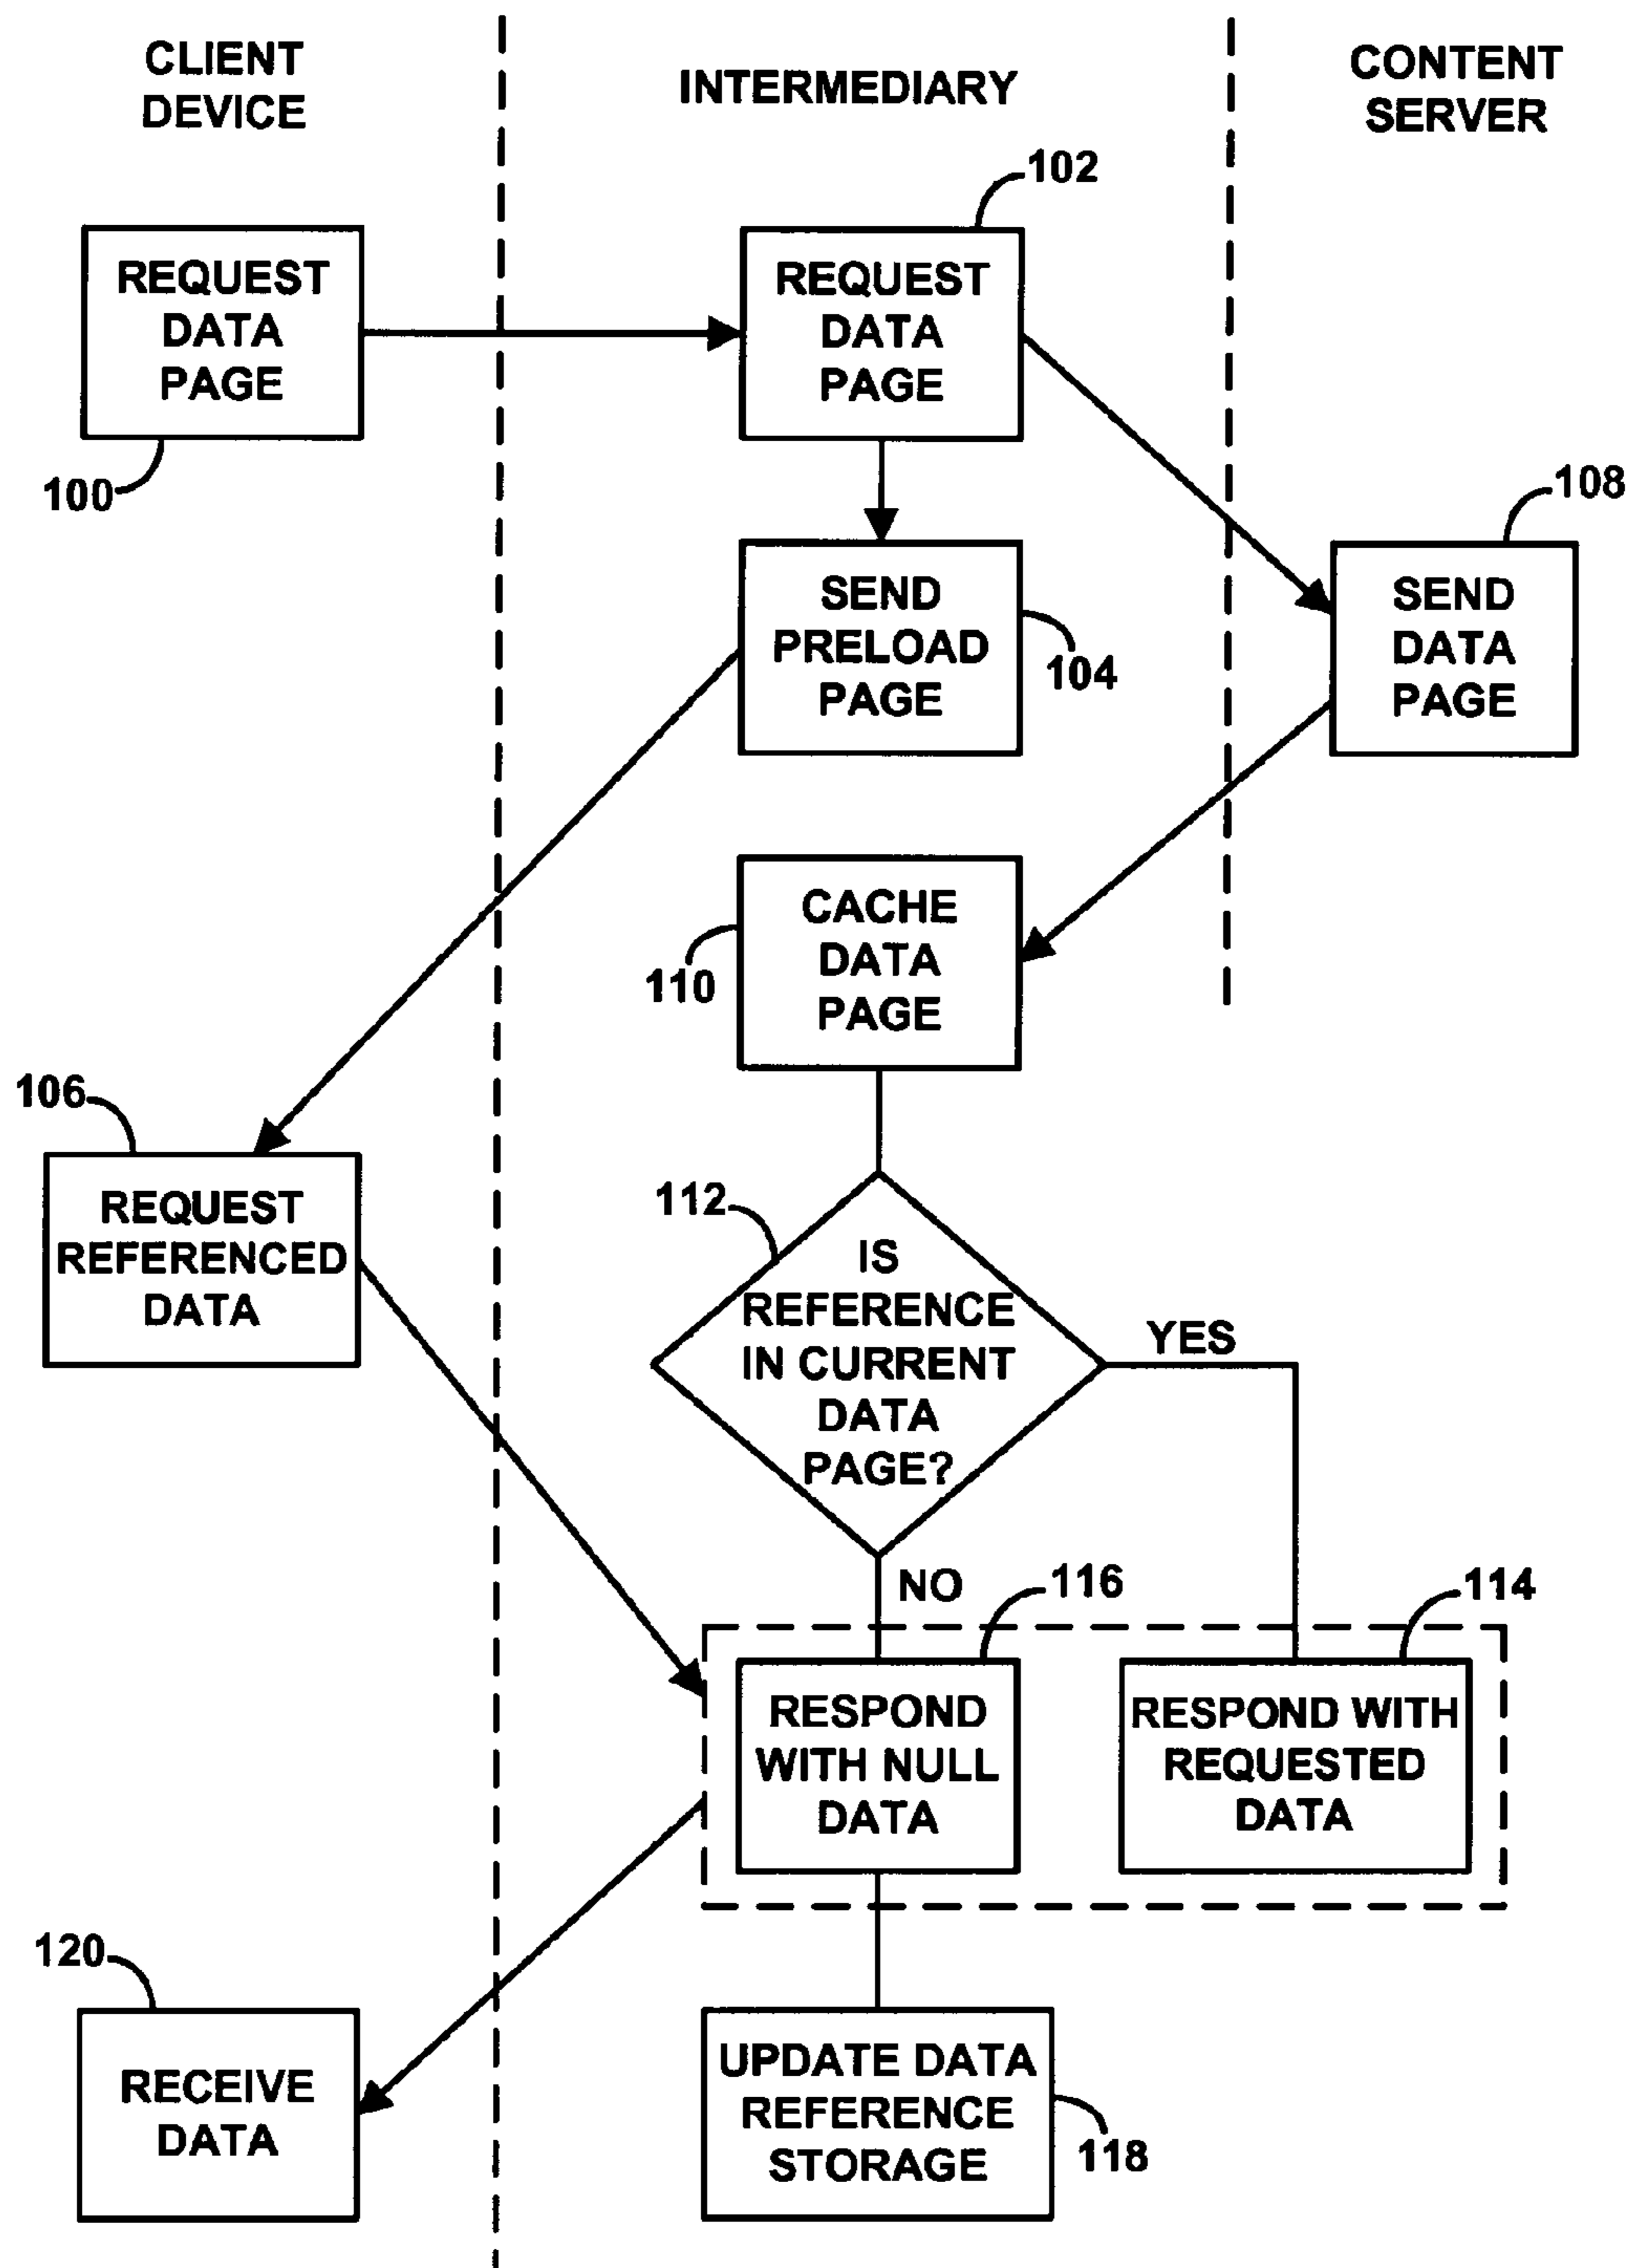 CLIENT
DEVICE
INTERMEDIARY
CONTENT
SERVER
102
REQUEST
DATA
PAGE
100
REQUEST
DATA
PAGE
108
SEND
PRELOAD
PAGE
104
SEND
DATA
PAGE
CACHE
DATA
PAGE
110
106
REQUEST
REFERENCED
DATA
112
IS
REFERENCE
IN CURRENT
DATA
PAGE?
YES
NO
116
114
RESPOND
WITH NULL
DATA
RESPOND WITH
REQUESTED
DATA
120
RECEIVE
DATA
UPDATE DATA
REFERENCE
STORAGE
118